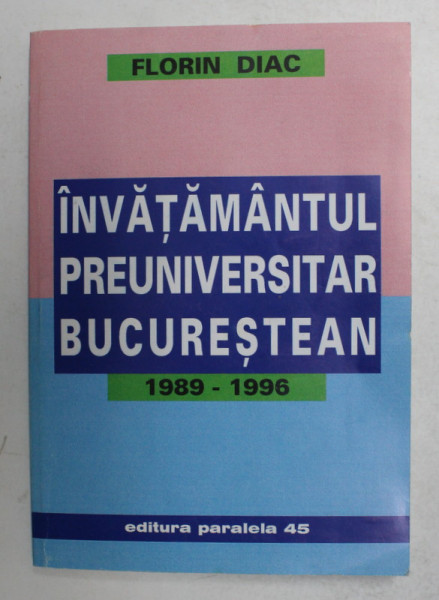 FLORIN DIAC
ÎNVĂȚĂMÂNTUL
PREUNIVERSITAR
BUCUREȘTEAN
1989 - 1996
editura paralela 45